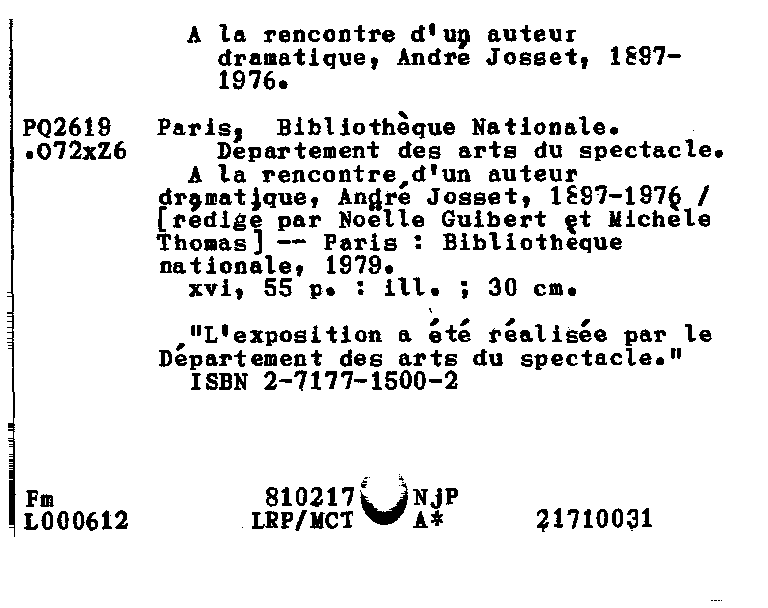 A la rencontre d'un auteur
dramatique, André Josset, 1897-
1976.
PQ2619 Paris, Bibliothèque Nationale.
.O72xZ6 Département des arts du spectacle.
A la rencontre d'un auteur
dramatique, André Josset, 1897-1976 /
[rédigé par Noëlle Guibert et Michèle
Thomas] -- Paris : Bibliothèque
nationale, 1979.
xvi, 55 p. : ill. ; 30 cm.
"L'exposition a été réalisée par le
Département des arts du spectacle."
ISBN 2-7177-1500-2
Fm 810217 NjP
L000612 LRP/MCT A* 21710031